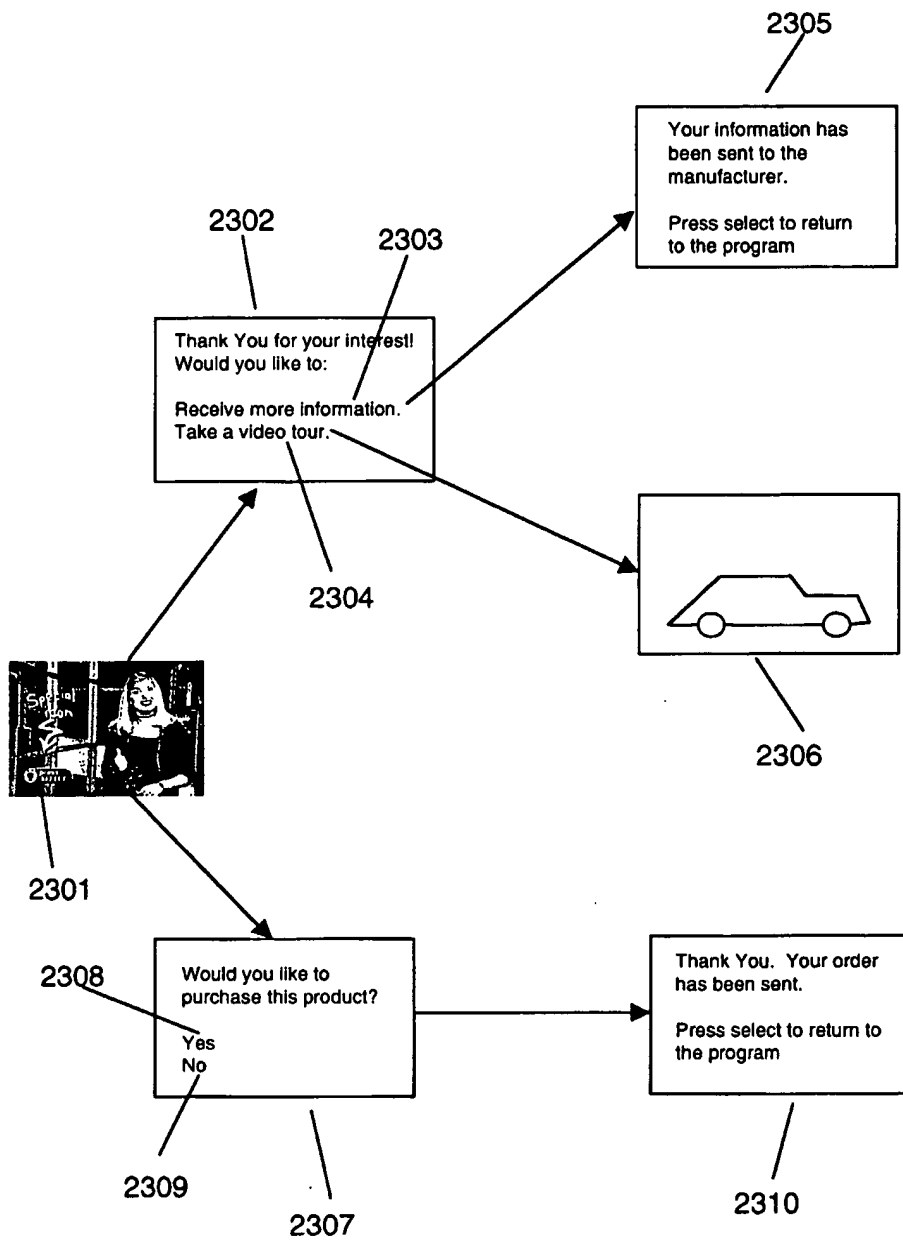 2305
Your information has
been sent to the
manufacturer.
Press select to return
to the program
2302
2303
Thank You for your interest!
Would you like to:
Receive more information.
Take a video tour.
2304
2306
Special
2301
2308
Would you like to
purchase this product?
Yes
No
2309
2307
Thank You. Your order
has been sent.
Press select to return to
the program
2310